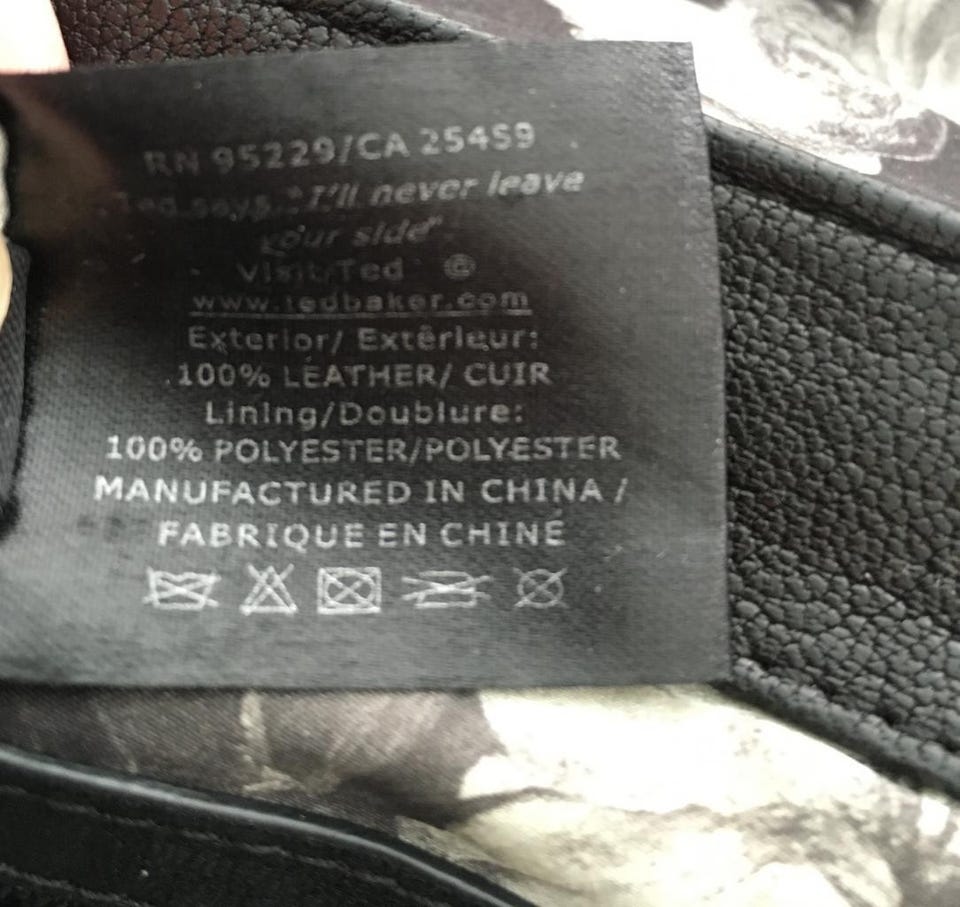 RN 95229/CA 25459
Ted says "I'll never leave
your side"
Visit Ted @
www.tedbaker.com
Exterior/ Extêrieur:
100% LEATHER/ CUIR
Lining/Doublure:
100% POLYESTER/POLYESTER
MANUFACTURED IN CHINA /
FABRIQUE EN CHINE